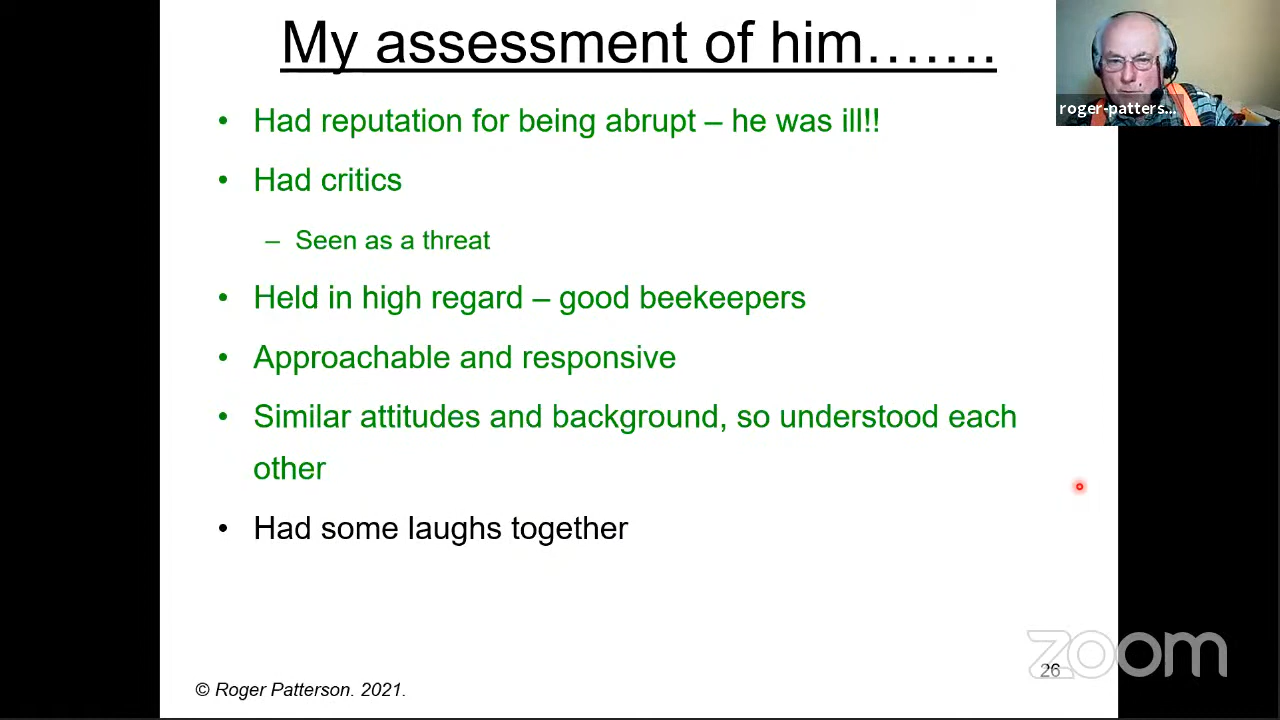 My assessment of him…….
roger-patters...
• Had reputation for being abrupt – he was ill!!
• Had critics
– Seen as a threat
• Held in high regard – good beekeepers
• Approachable and responsive
• Similar attitudes and background, so understood each
other
• Had some laughs together
© Roger Patterson. 2021.
26
zoom